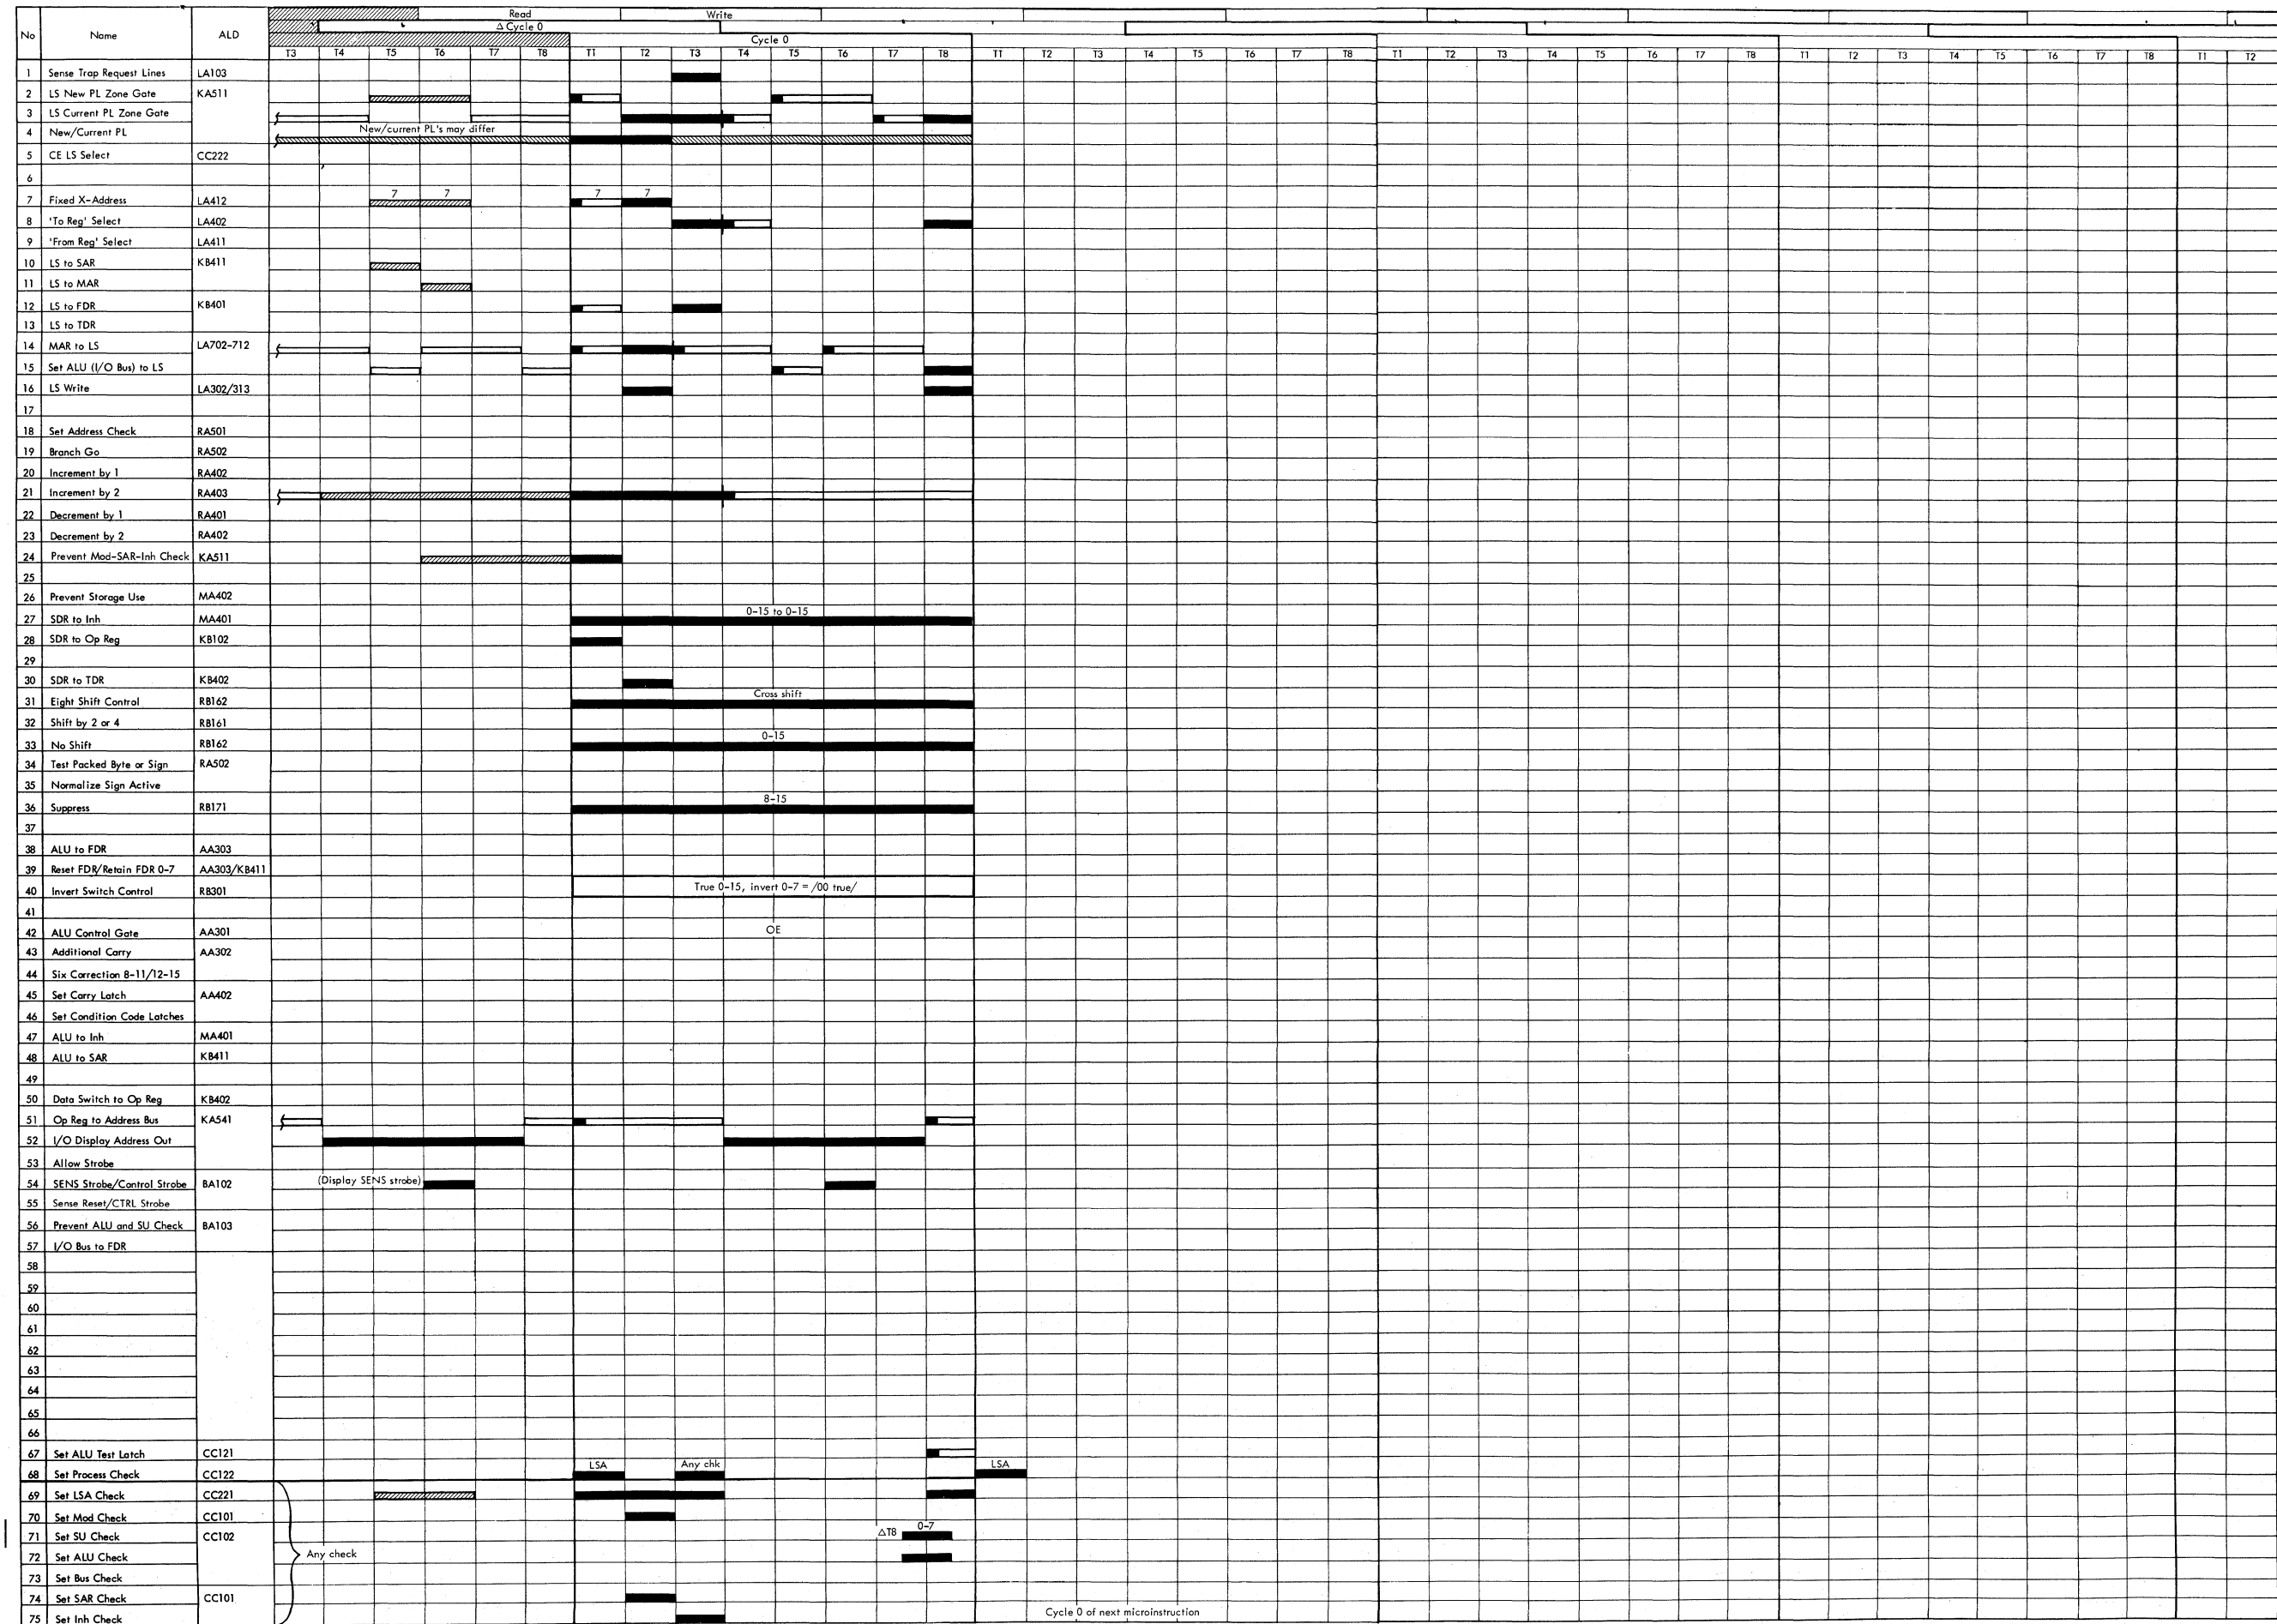 Read Write
Δ Cycle 0
No Name ALD Cycle 0
T3 T4 T5 T6 T7 T8 T1 T2 T3 T4 T5 T6 T7 T8 T1 T2 T3 T4 T5 T6 T7 T8 T1 T2 T3 T4 T5 T6 T7 T8 T1 T2 T3 T4 T5 T6 T7 T8 T1 T2
1 Sense Trap Request Lines LA103
2 LS New PL Zone Gate KA511
3 LS Current PL Zone Gate
4 New/Current PL New/current PL's may differ
5 CE LS Select CC222
6
7 Fixed X-Address LA412 7 7 7 7
8 'To Reg' Select LA402
9 'From Reg' Select LA411
10 LS to SAR KB411
11 LS to MAR
12 LS to FDR KB401
13 LS to TDR
14 MAR to LS LA702-712
15 Set ALU (I/O Bus) to LS
16 LS Write LA302/313
17
18 Set Address Check RA501
19 Branch Go RA502
20 Increment by 1 RA402
21 Increment by 2 RA403
22 Decrement by 1 RA401
23 Decrement by 2 RA402
24 Prevent Mod-SAR-Inh Check KA511
25
26 Prevent Storage Use MA402
27 SDR to Inh MA401 0-15 to 0-15
28 SDR to Op Reg KB102
29
30 SDR to TDR KB402
31 Eight Shift Control RB162 Cross shift
32 Shift by 2 or 4 RB161
33 No Shift RB162 0-15
34 Test Packed Byte or Sign RA502
35 Normalize Sign Active
36 Suppress RB171 8-15
37
38 ALU to FDR AA303
39 Reset FDR/Retain FDR 0-7 AA303/KB411
40 Invert Switch Control RB301 True 0-15, invert 0-7 = /00 true/
41
42 ALU Control Gate AA301 OE
43 Additional Carry AA302
44 Six Correction 8-11/12-15
45 Set Carry Latch AA402
46 Set Condition Code Latches
47 ALU to Inh MA401
48 ALU to SAR KB411
49
50 Data Switch to Op Reg KB402
51 Op Reg to Address Bus KA541
52 I/O Display Address Out
53 Allow Strobe
54 SENS Strobe/Control Strobe BA102 (Display SENS strobe)
55 Sense Reset/CTRL Strobe
56 Prevent ALU and SU Check BA103
57 I/O Bus to FDR
58
59
60
61
62
63
64
65
66
67 Set ALU Test Latch CC121
68 Set Process Check CC122 LSA Any chk LSA
69 Set LSA Check CC221
70 Set Mod Check CC101
71 Set SU Check CC102 ΔT8 0-7
72 Set ALU Check Any check
73 Set Bus Check
74 Set SAR Check CC101
75 Set Inh Check Cycle 0 of next microinstruction